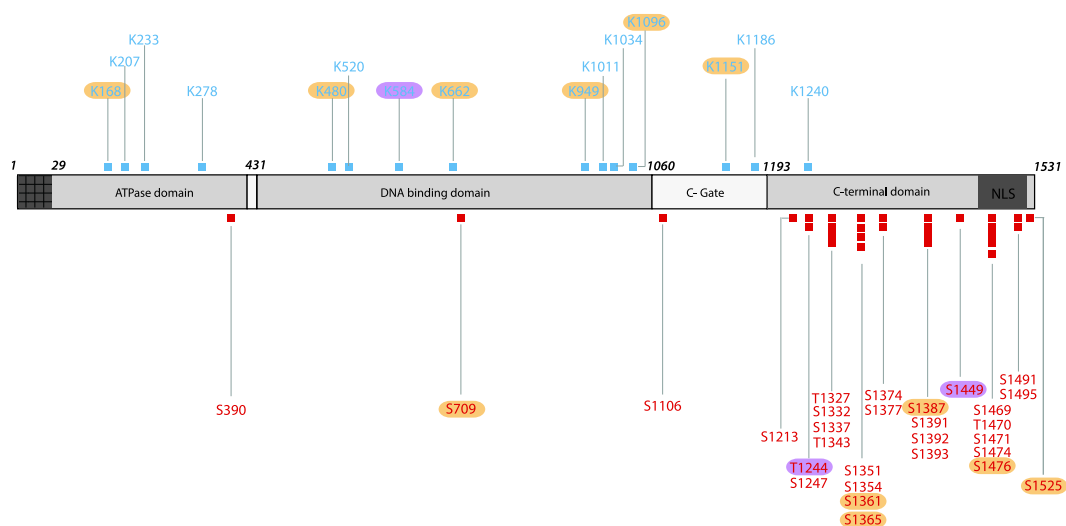 K1096
K233
K1034
K1186
K207
K520
K1011
K1151
K168
K278
K480
K584
K662
K949
K1240
1
29
431
1060
1193
1531
ATPase domain
DNA binding domain
C- Gate
C-terminal domain
NLS
S390
S709
S1106
S1213
T1244
S1247
T1327
S1332
S1337
T1343
S1351
S1354
S1361
S1365
S1374
S1377
S1387
S1391
S1392
S1393
S1449
S1469
T1470
S1471
S1474
S1476
S1491
S1495
S1525